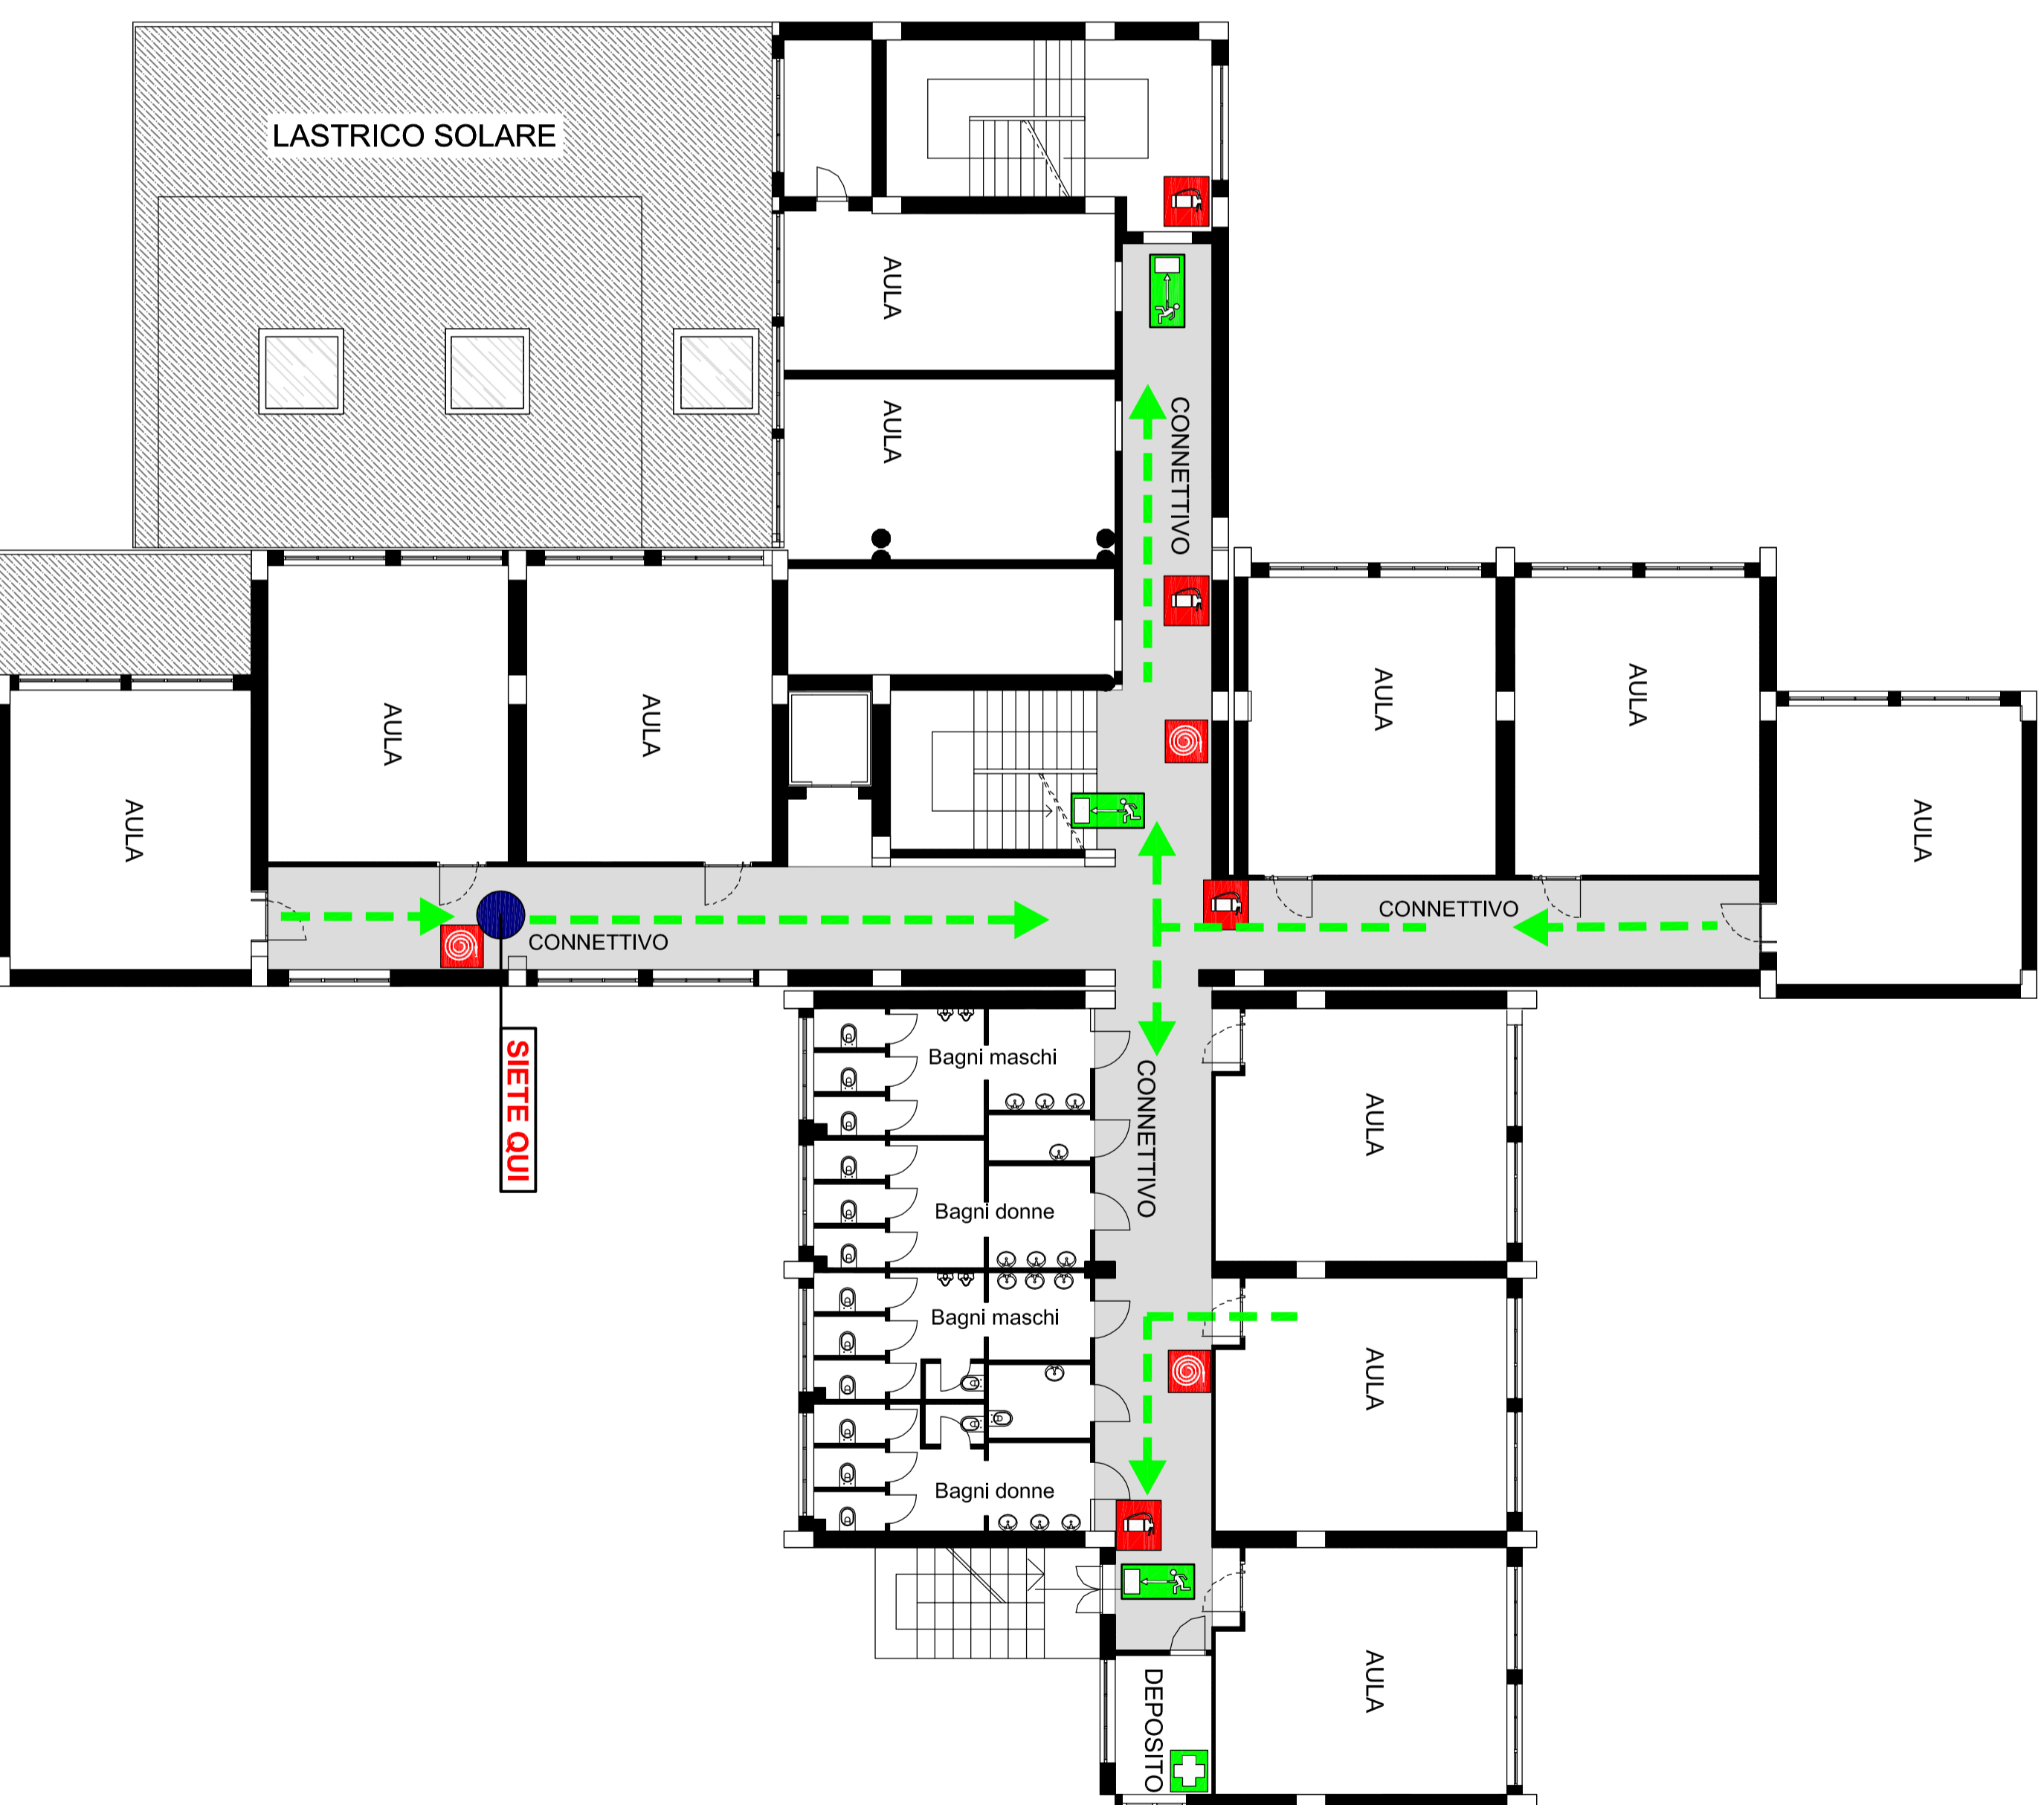 LASTRICO SOLARE
AULA
AULA
CONNETTIVO
AULA
AULA
AULA
AULA
AULA
AULA
CONNETTIVO
CONNETTIVO
SIETE QUI
Bagni maschi
CONNETTIVO
AULA
Bagni donne
Bagni maschi
AULA
Bagni donne
AULA
DEPOSITO